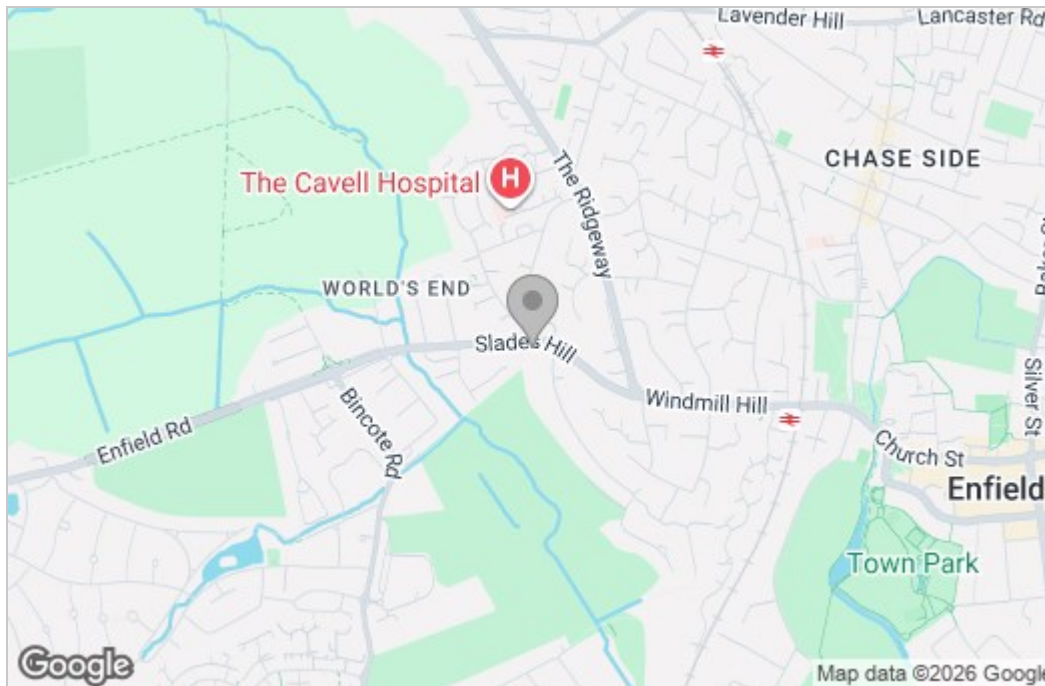 Lavender Hill
Lancaster Rd
CHASE SIDE
The Cavell Hospital
H
The Ridgeway
WORLD'S END
Slades Hill
Silver St
Windmill Hill
Bincote Rd
Enfield Rd
Church St
Enfield
Town Park
Google
Map data ©2026 Google